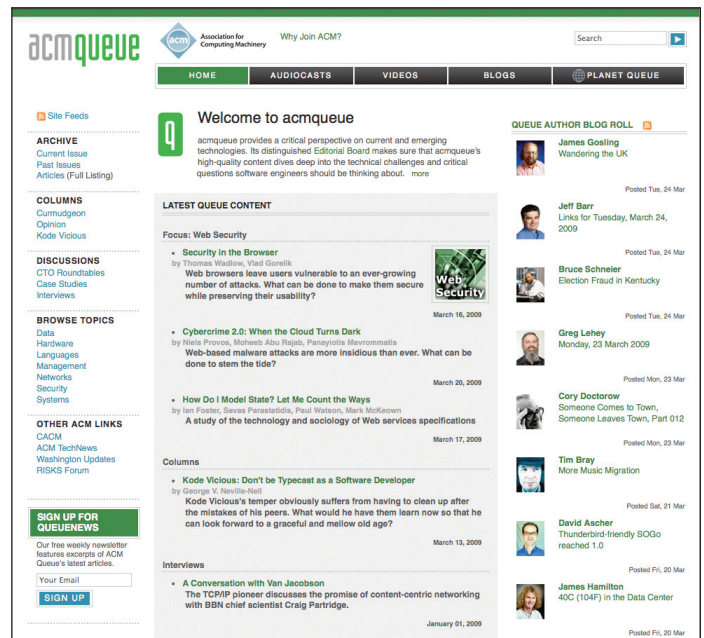 acmqueue
acm
Association for
Computing Machinery
Why Join ACM?
Search
HOME
AUDIOCASTS
VIDEOS
BLOGS
PLANET QUEUE
Site Feeds
ARCHIVE
Current Issue
Past Issues
Articles (Full Listing)
COLUMNS
Curmudgeon
Opinion
Kode Vicious
DISCUSSIONS
CTO Roundtables
Case Studies
Interviews
BROWSE TOPICS
Data
Hardware
Languages
Management
Networks
Security
Systems
OTHER ACM LINKS
CACM
ACM TechNews
Washington Updates
RISKS Forum
SIGN UP FOR
QUEUENEWS
Our free weekly newsletter
features excerpts of ACM
Queue's latest articles.
Your Email
SIGN UP
q
Welcome to acmqueue
acmqueue provides a critical perspective on current and emerging
technologies. Its distinguished Editorial Board makes sure that acmqueue's
high-quality content dives deep into the technical challenges and critical
questions software engineers should be thinking about. more
LATEST QUEUE CONTENT
Focus: Web Security
• Security in the Browser
by Thomas Wadlow, Vlad Gorelik
Web browsers leave users vulnerable to an ever-growing
number of attacks. What can be done to make them secure
while preserving their usability?
Web
Security
March 16, 2009
• Cybercrime 2.0: When the Cloud Turns Dark
by Niels Provos, Moheeb Abu Rajab, Panayiotis Mavrommatis
Web-based malware attacks are more insidious than ever. What can be
done to stem the tide?
March 20, 2009
• How Do I Model State? Let Me Count the Ways
by Ian Foster, Savas Parastatidis, Paul Watson, Mark McKeown
A study of the technology and sociology of Web services specifications
March 17, 2009
Columns
• Kode Vicious: Don't be Typecast as a Software Developer
by George V. Neville-Neil
Kode Vicious's temper obviously suffers from having to clean up after
the mistakes of his peers. What would he have them learn now so that he
can look forward to a graceful and mellow old age?
March 13, 2009
Interviews
• A Conversation with Van Jacobson
The TCP/IP pioneer discusses the promise of content-centric networking
with BBN chief scientist Craig Partridge.
January 01, 2009
QUEUE AUTHOR BLOG ROLL
James Gosling
Wandering the UK
Posted Tue, 24 Mar
Jeff Barr
Links for Tuesday, March 24,
2009
Posted Tue, 24 Mar
Bruce Schneier
Election Fraud in Kentucky
Posted Tue, 24 Mar
Greg Lehey
Monday, 23 March 2009
Posted Mon, 23 Mar
Cory Doctorow
Someone Comes to Town,
Someone Leaves Town, Part 012
Posted Mon, 23 Mar
Tim Bray
More Music Migration
Posted Sat, 21 Mar
David Ascher
Thunderbird-friendly SOGo
reached 1.0
Posted Fri, 20 Mar
James Hamilton
40C (104F) in the Data Center
Posted Fri, 20 Mar